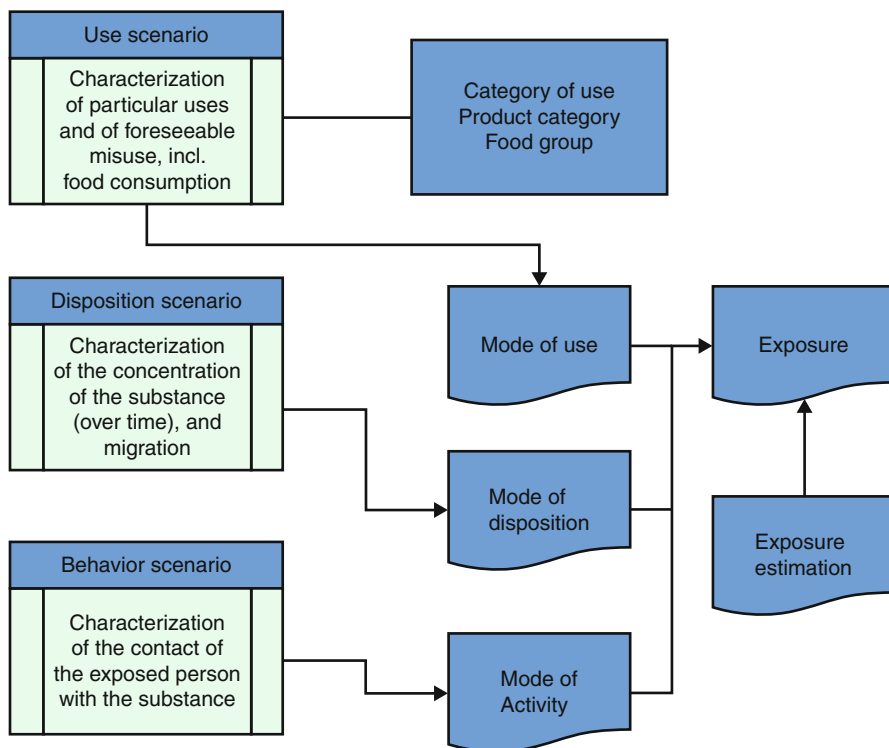 Use scenario
Characterization
of particular uses
and of foreseeable
misuse, incl.
food consumption
Category of use
Product category
Food group
Disposition scenario
Characterization
of the concentration
of the substance
(over time), and
migration
Mode of use
Exposure
Mode of
disposition
Exposure
estimation
Behavior scenario
Characterization
of the contact of
the exposed person
with the substance
Mode of
Activity